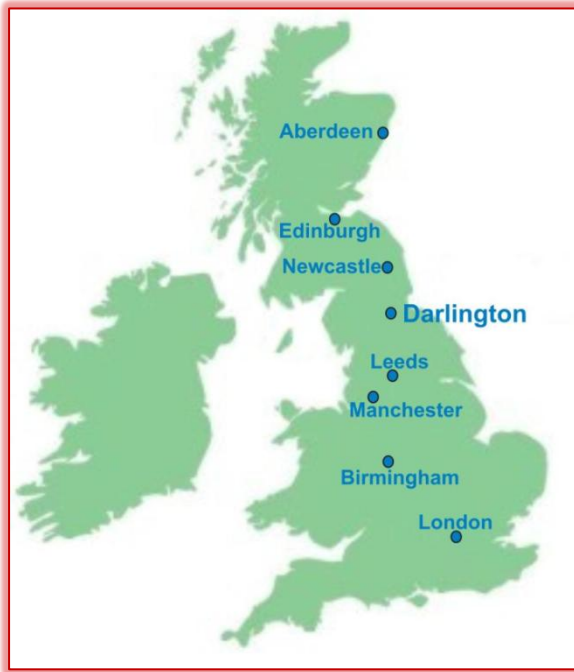 Aberdeen
Edinburgh
Newcastle
Darlington
Leeds
Manchester
Birmingham
London